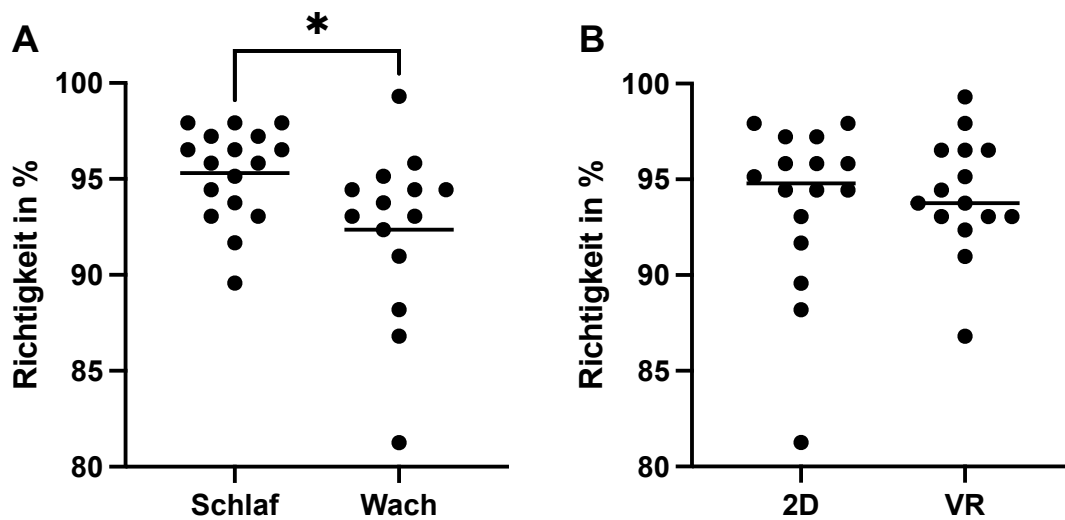 A
*
Richtigkeit in %
100
95
90
85
80
Schlaf
Wach
B
Richtigkeit in %
100
95
90
85
80
2D
VR